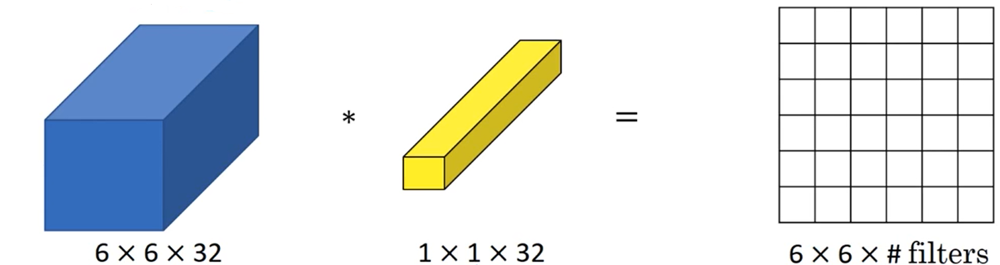 * =
6 × 6 × 32
1 × 1 × 32
6 × 6 × # filters